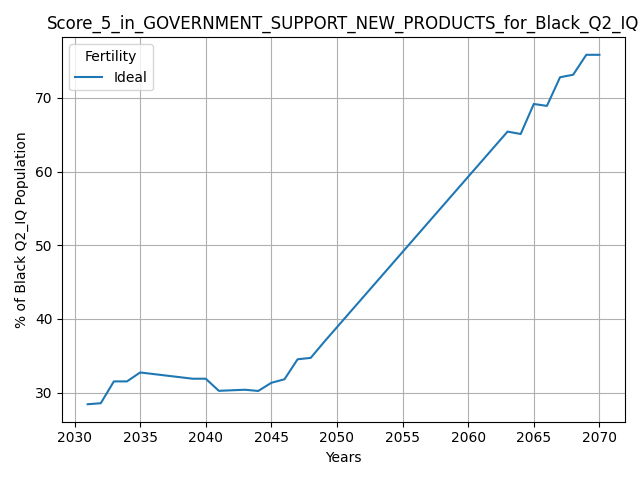 Score_5_in_GOVERNMENT_SUPPORT_NEW_PRODUCTS_for_Black_Q2_IQ
Fertility
Ideal
% of Black Q2_IQ Population
70
60
50
40
30
2030 2035 2040 2045 2050 2055 2060 2065 2070
Years